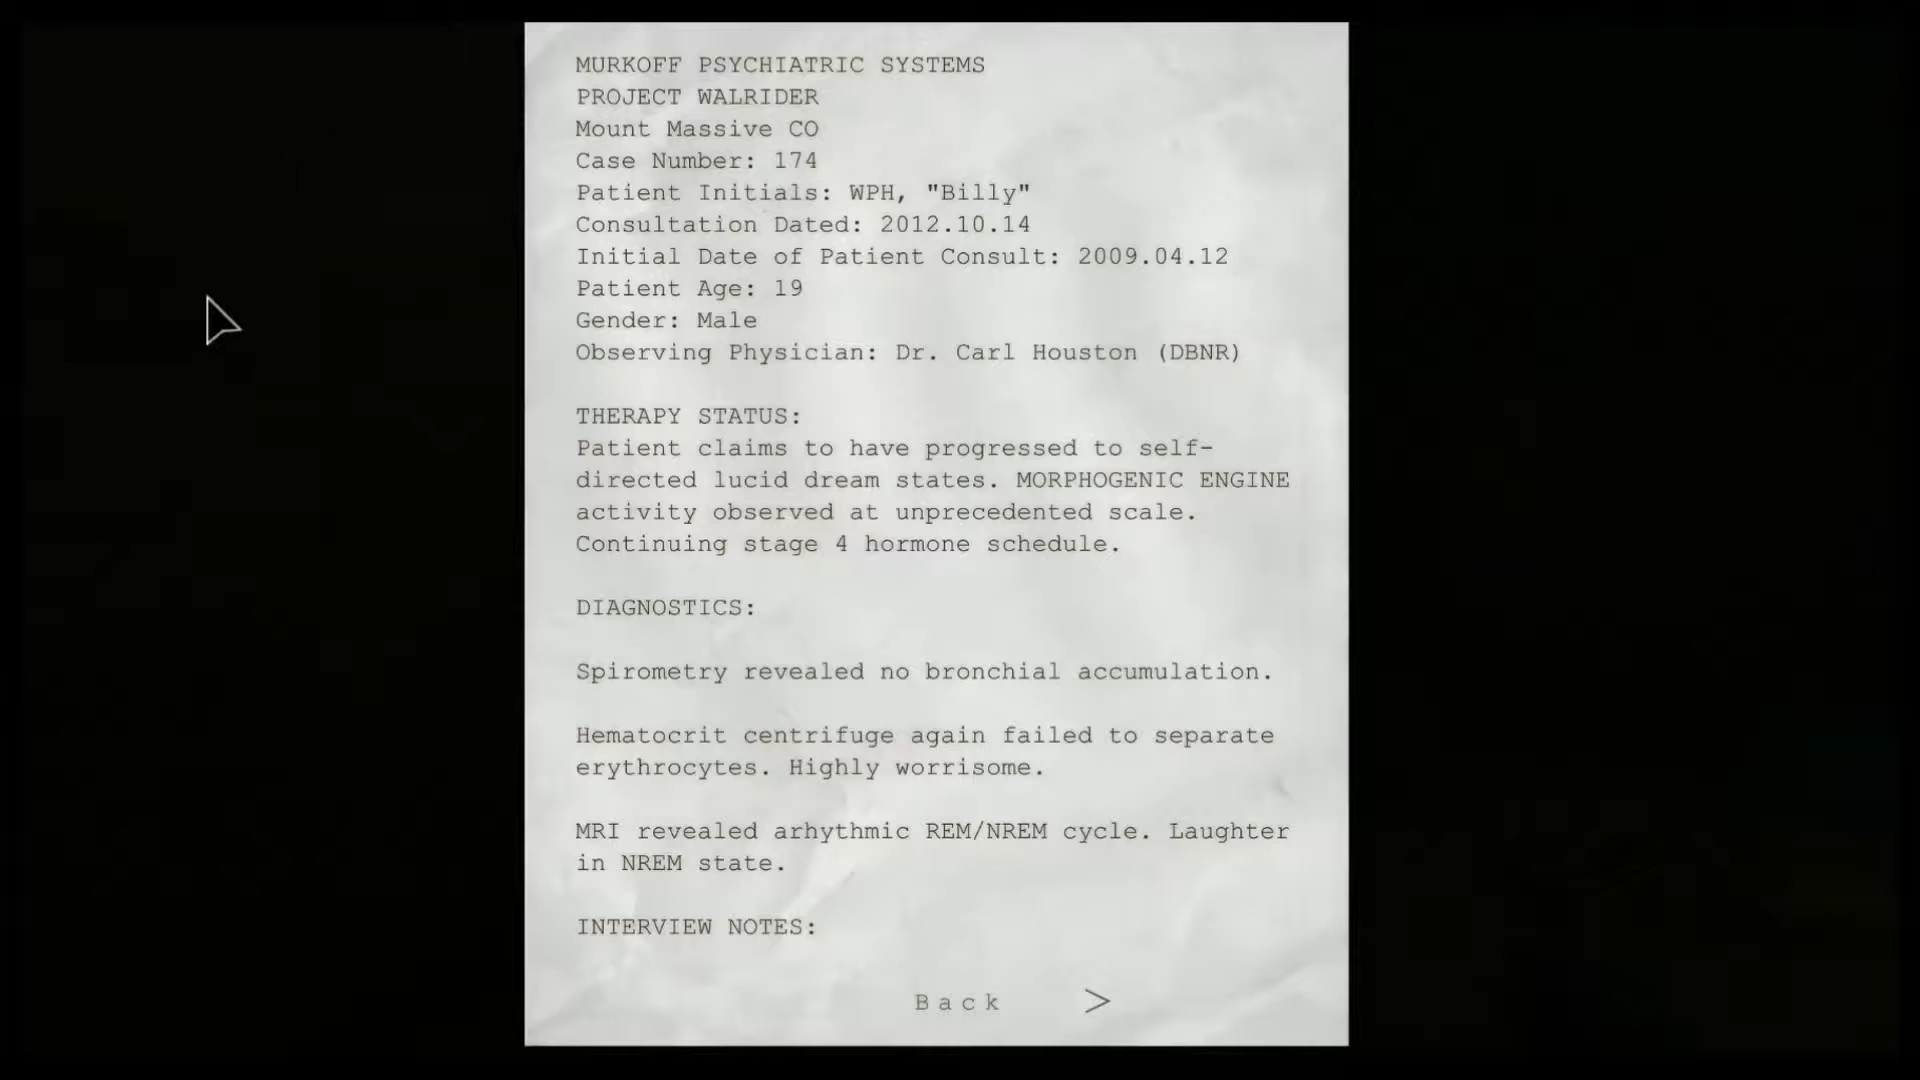 MURKOFF PSYCHIATRIC SYSTEMS
PROJECT WALRIDER
Mount Massive CO
Case Number: 174
Patient Initials: WPH, "Billy"
Consultation Dated: 2012.10.14
Initial Date of Patient Consult: 2009.04.12
Patient Age: 19
Gender: Male
Observing Physician: Dr. Carl Houston (DBNR)
THERAPY STATUS:
Patient claims to have progressed to self-
directed lucid dream states. MORPHOGENIC ENGINE
activity observed at unprecedented scale.
Continuing stage 4 hormone schedule.
DIAGNOSTICS:
Spirometry revealed no bronchial accumulation.
Hematocrit centrifuge again failed to separate
erythrocytes. Highly worrisome.
MRI revealed arhythmic REM/NREM cycle. Laughter
in NREM state.
INTERVIEW NOTES:
Back >